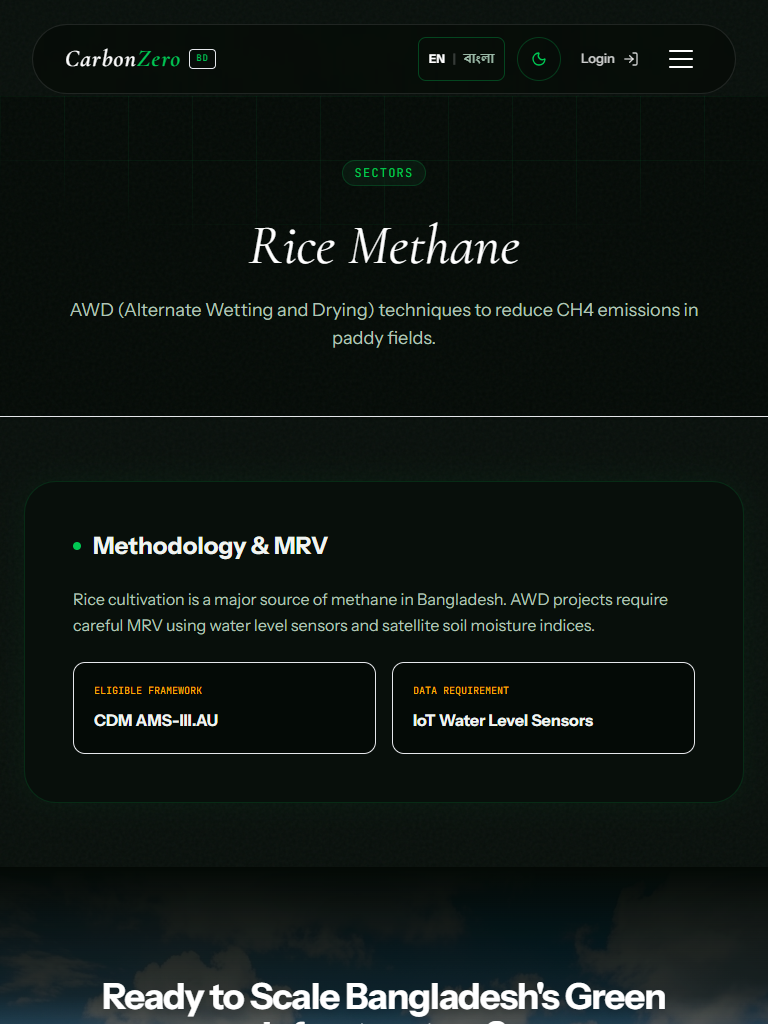 CarbonZero BD
EN | বাংলা
Login
SECTORS
Rice Methane
AWD (Alternate Wetting and Drying) techniques to reduce CH4 emissions in
paddy fields.
Methodology & MRV
Rice cultivation is a major source of methane in Bangladesh. AWD projects require
careful MRV using water level sensors and satellite soil moisture indices.
ELIGIBLE FRAMEWORK
CDM AMS-III.AU
DATA REQUIREMENT
IoT Water Level Sensors
Ready to Scale Bangladesh's Green